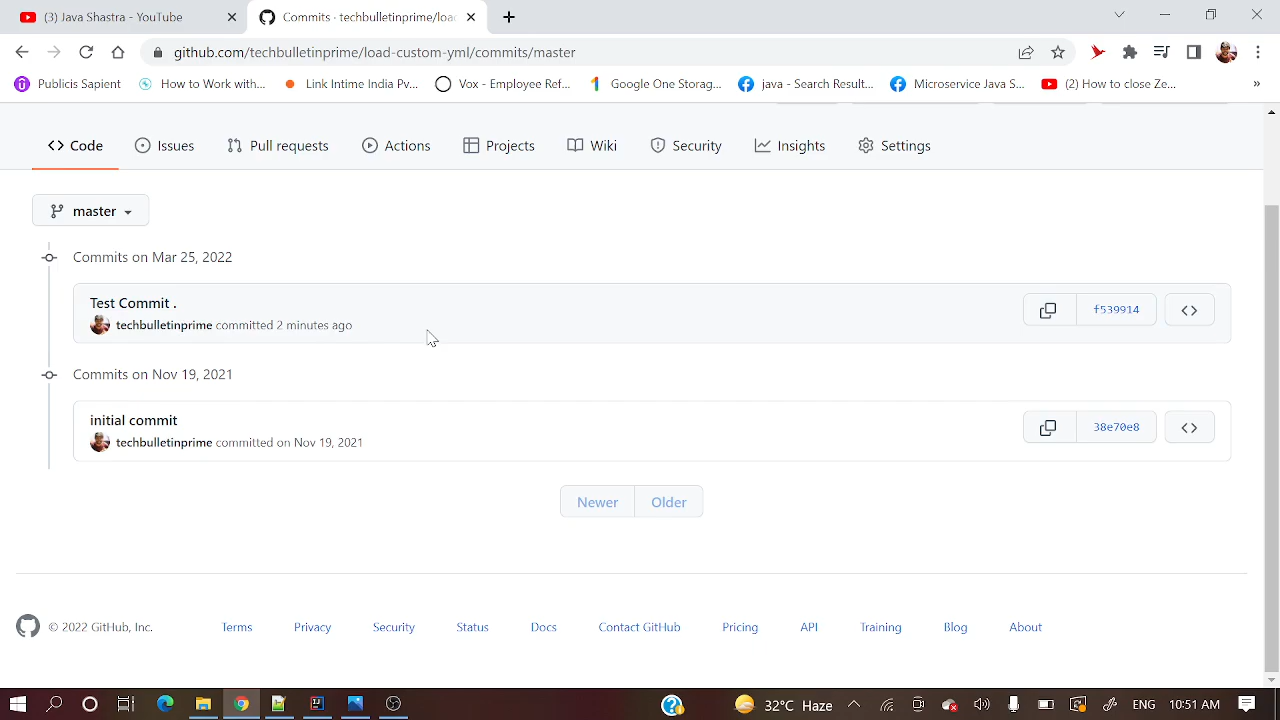 (3) Java Shastra - YouTube
Commits · techbulletinprime/load
github.com/techbulletinprime/load-custom-yml/commits/master
Publicis Sapient
How to Work with...
Link Intime India Pv...
Vox - Employee Ref...
Google One Storag...
java - Search Result...
Microservice Java S...
(2) How to close Ze...
»
<> Code
Issues
Pull requests
Actions
Projects
Wiki
Security
Insights
Settings
master
Commits on Mar 25, 2022
Test Commit .
techbulletinprime committed 2 minutes ago
f539914
<>
Commits on Nov 19, 2021
initial commit
techbulletinprime committed on Nov 19, 2021
38e70e8
<>
Newer
Older
© 2022 GitHub, Inc.
Terms
Privacy
Security
Status
Docs
Contact GitHub
Pricing
API
Training
Blog
About
32°C Haze
ENG
10:51 AM